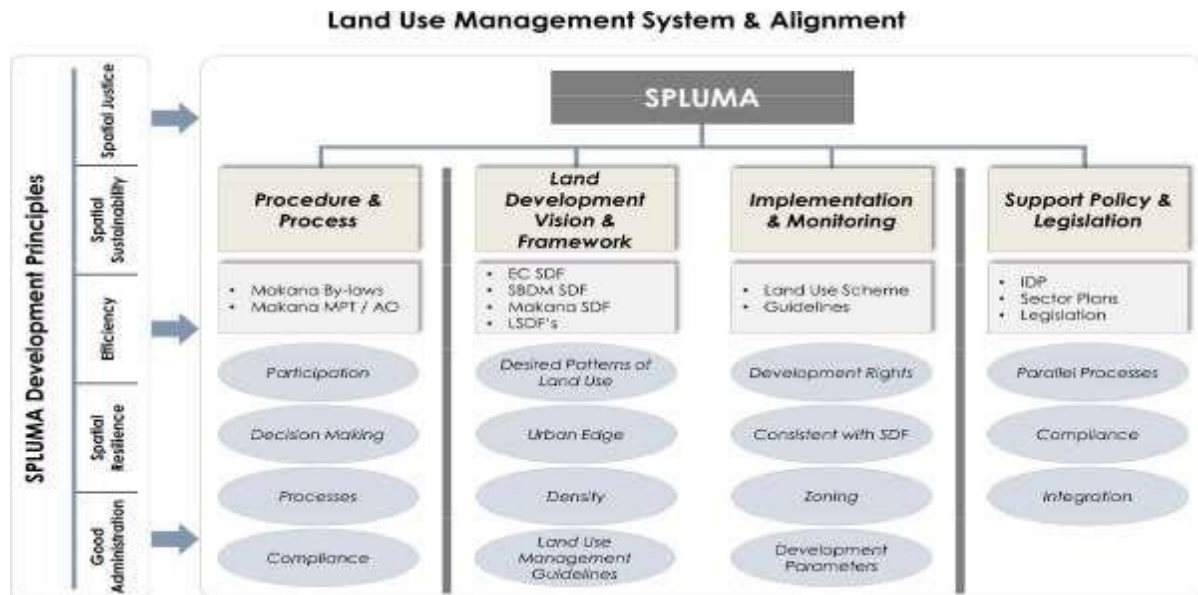 Land Use Management System & Alignment
SPLUMA Development Principles
Spatial Justice
Spatial
Sustainability
Efficiency
Spatial
Resilience
Good
Administration
SPLUMA
Procedure &
Process
• Makana By-laws
• Makana MPT / AO
Participation
Decision Making
Processes
Compliance
Land
Development
Vision &
Framework
• EC SDF
• SBDM SDF
• Makana SDF
• LSDF's
Desired Patterns of
Land Use
Urban Edge
Density
Land Use
Management
Guidelines
Implementation
& Monitoring
• Land Use Scheme
• Guidelines
Development Rights
Consistent with SDF
Zoning
Development
Parameters
Support Policy &
Legislation
• IDP
• Sector Plans
• Legislation
Parallel Processes
Compliance
Integration